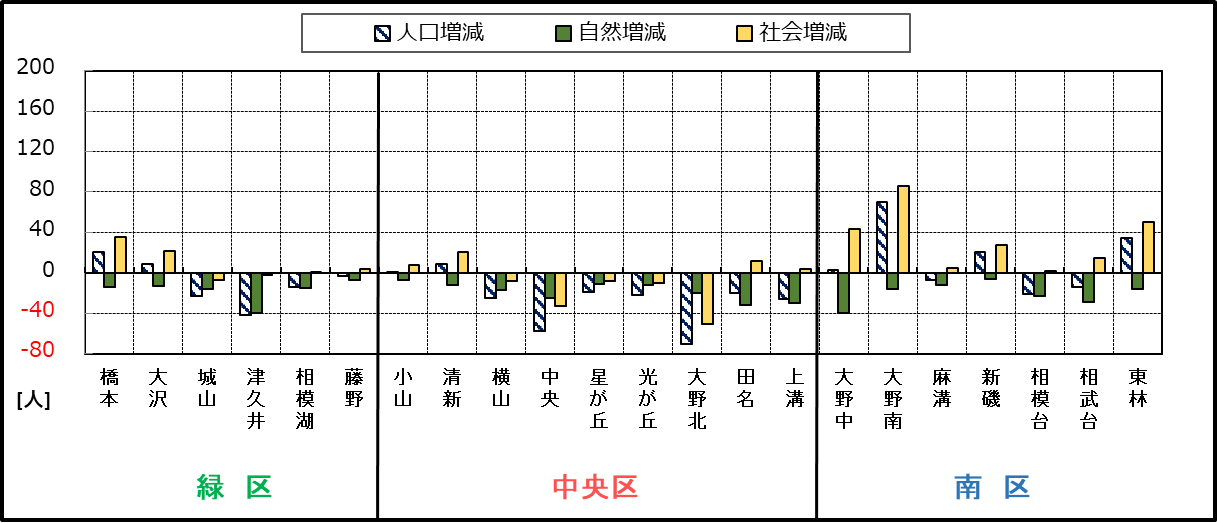 人口増減 自然増減 社会増減
200
160
120
80
40
0
-40
-80
[人]
橋本 大沢 城山 津久井 相模湖 藤野 小山 清新 横山 中央 星が丘 光が丘 大野北 田名 上溝 大野中 大野南 麻溝 新磯 相模台 相武台 東林
緑 区 中央区 南 区